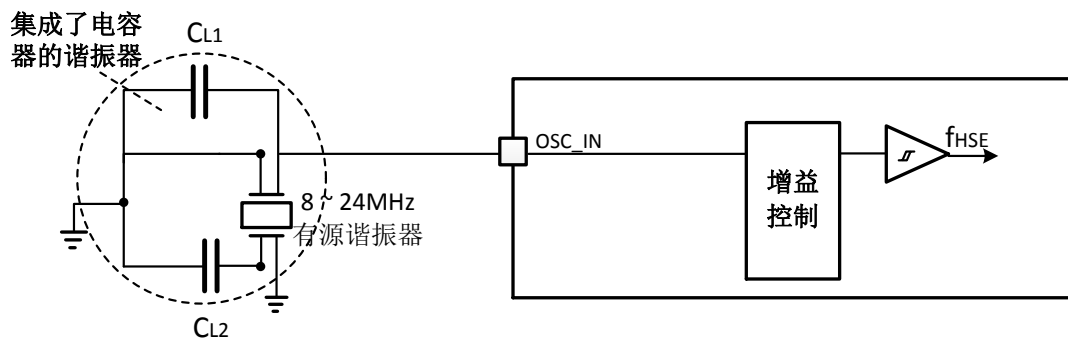 集成了电容
器的谐振器
CL1
OSC_IN
fHSE
增益
控制
8 ~ 24MHz
有源谐振器
CL2